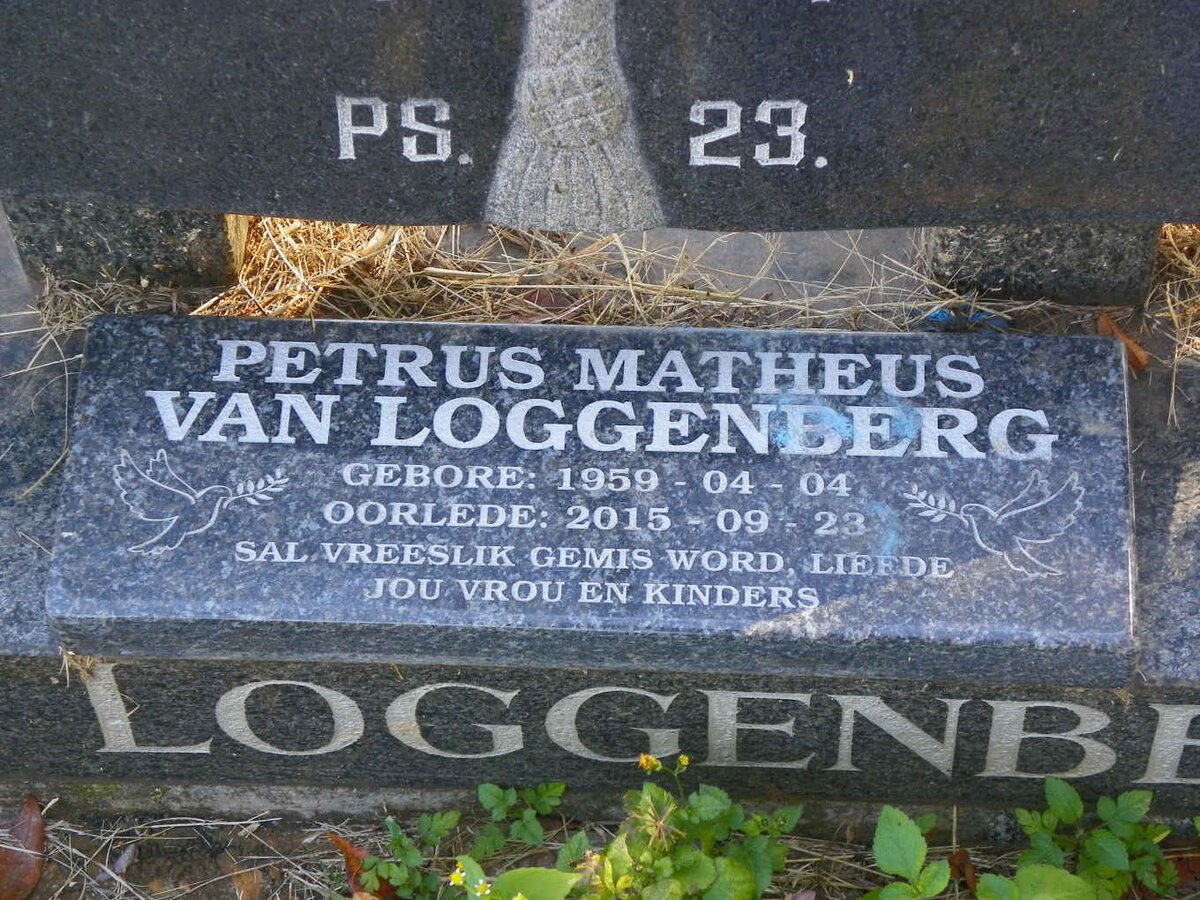 PS. 23.
PETRUS MATHEUS
VAN LOGGENBERG
GEBORE: 1959 - 04 - 04
OORLEDE: 2015 - 09 - 23
SAL VREESLIK GEMIS WORD, LIEFDE
JOU VROU EN KINDERS
LOGGENBE